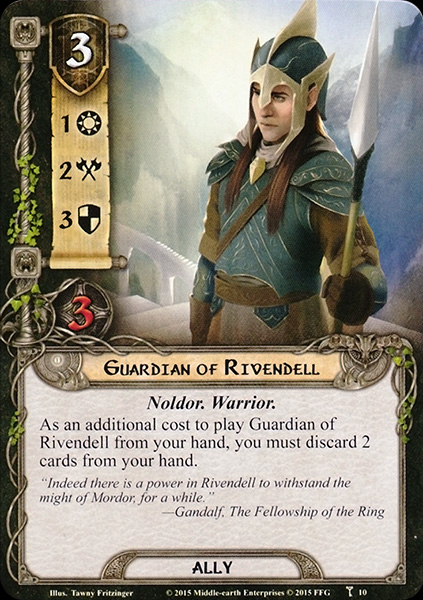 3
1
2
3
3
Guardian of Rivendell
Noldor. Warrior.
As an additional cost to play Guardian of
Rivendell from your hand, you must discard 2
cards from your hand.
“Indeed there is a power in Rivendell to withstand the
might of Mordor, for a while.”
—Gandalf, The Fellowship of the Ring
ALLY
Illus. Tawny Fritzinger © 2015 Middle-earth Enterprises © 2015 FFG 10